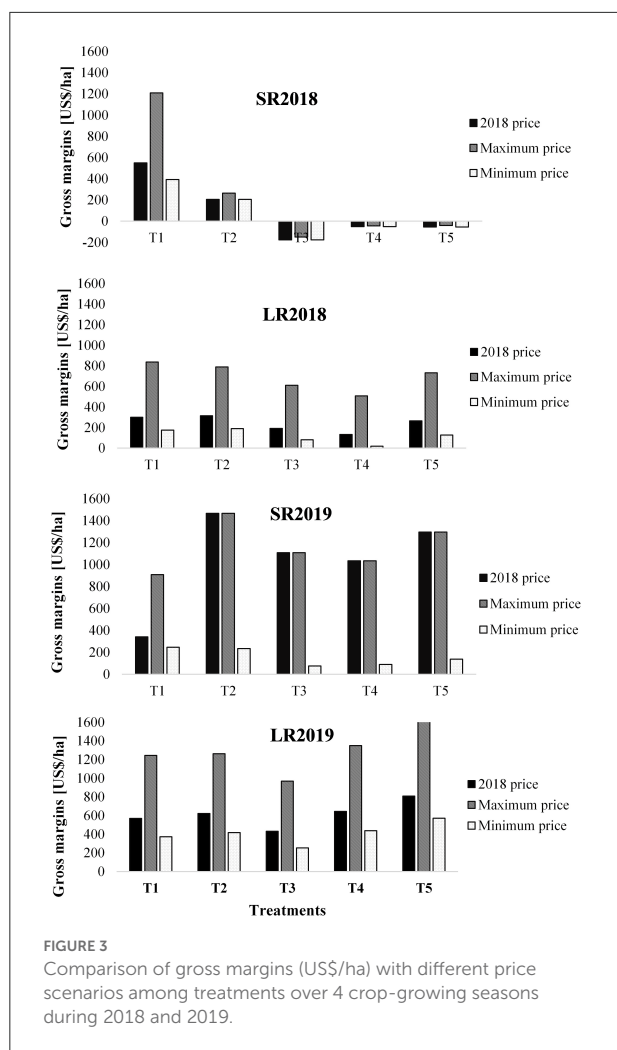 SR2018
Gross margins [US$/ha]
1600
1400
1200
1000
800
600
400
200
0
-200
T1 T2 T3 T4 T5
2018 price
Maximum price
Minimum price
LR2018
Gross margins [US$/ha]
1600
1400
1200
1000
800
600
400
200
0
T1 T2 T3 T4 T5
2018 price
Maximum price
Minimum price
SR2019
Gross margins [US$/ha]
1600
1400
1200
1000
800
600
400
200
0
T1 T2 T3 T4 T5
2018 price
Maximum price
Minimum price
LR2019
Gross margins [US$/ha]
1600
1400
1200
1000
800
600
400
200
0
T1 T2 T3 T4 T5
Treatments
2018 price
Maximum price
Minimum price
FIGURE 3
Comparison of gross margins (US$/ha) with different price
scenarios among treatments over 4 crop-growing seasons
during 2018 and 2019.